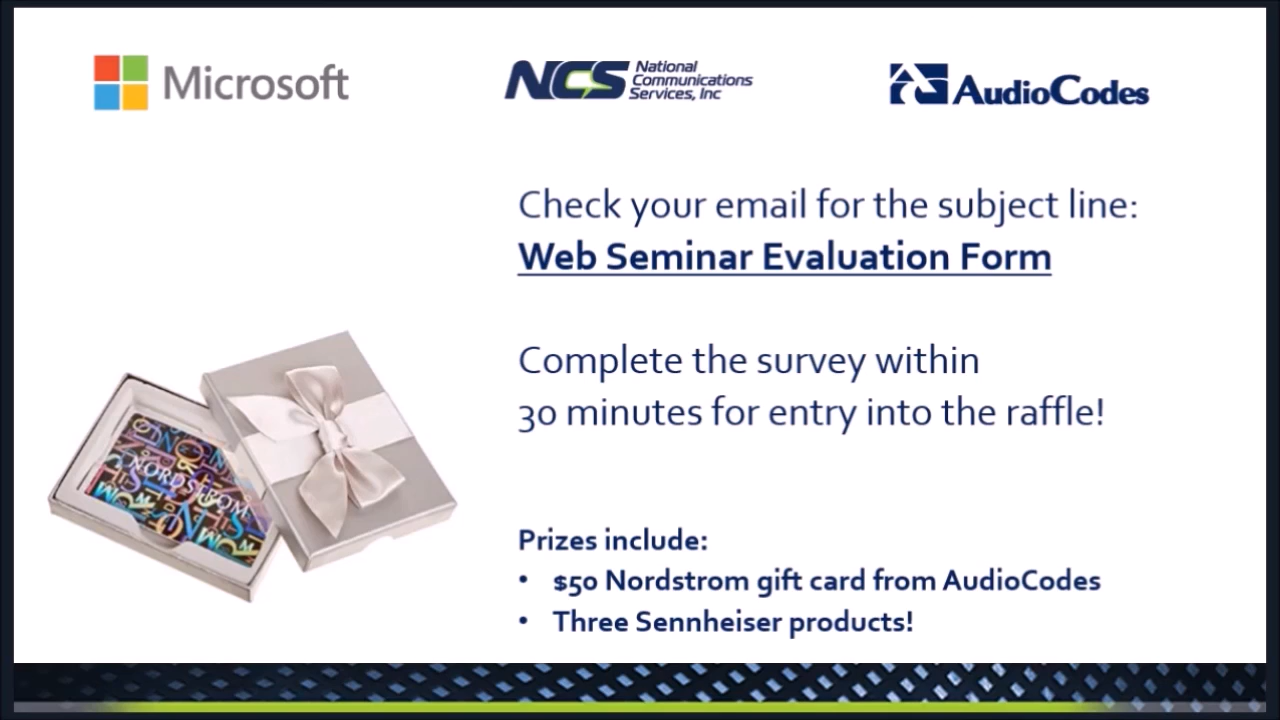 Microsoft
NCS National
Communications
Services, Inc
AudioCodes
Check your email for the subject line:
Web Seminar Evaluation Form
Complete the survey within
30 minutes for entry into the raffle!
NORDSTROM
Prizes include:
• $50 Nordstrom gift card from AudioCodes
• Three Sennheiser products!